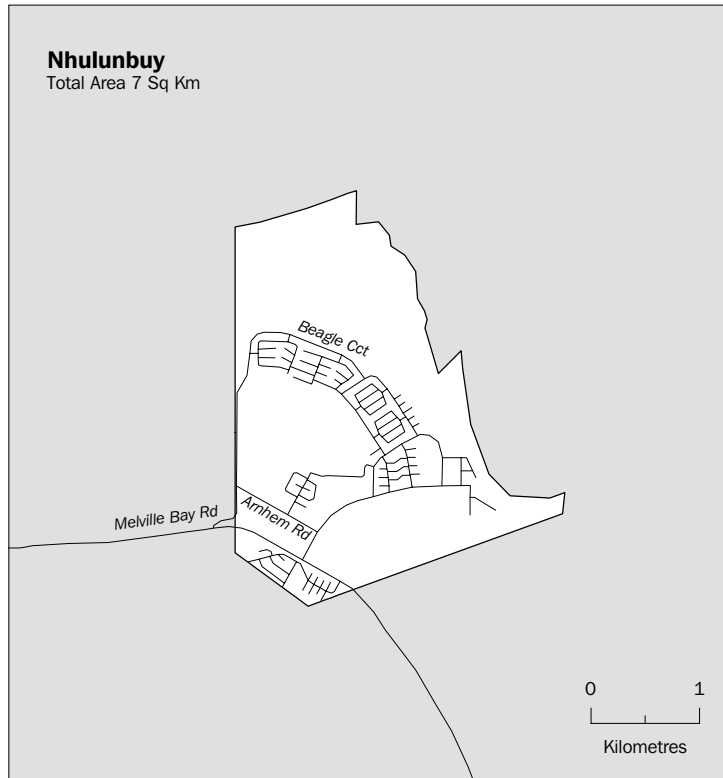 Nhulunbuy
Total Area 7 Sq Km
Beagle Cct
Melville Bay Rd
Arnhem Rd
0 1
Kilometres